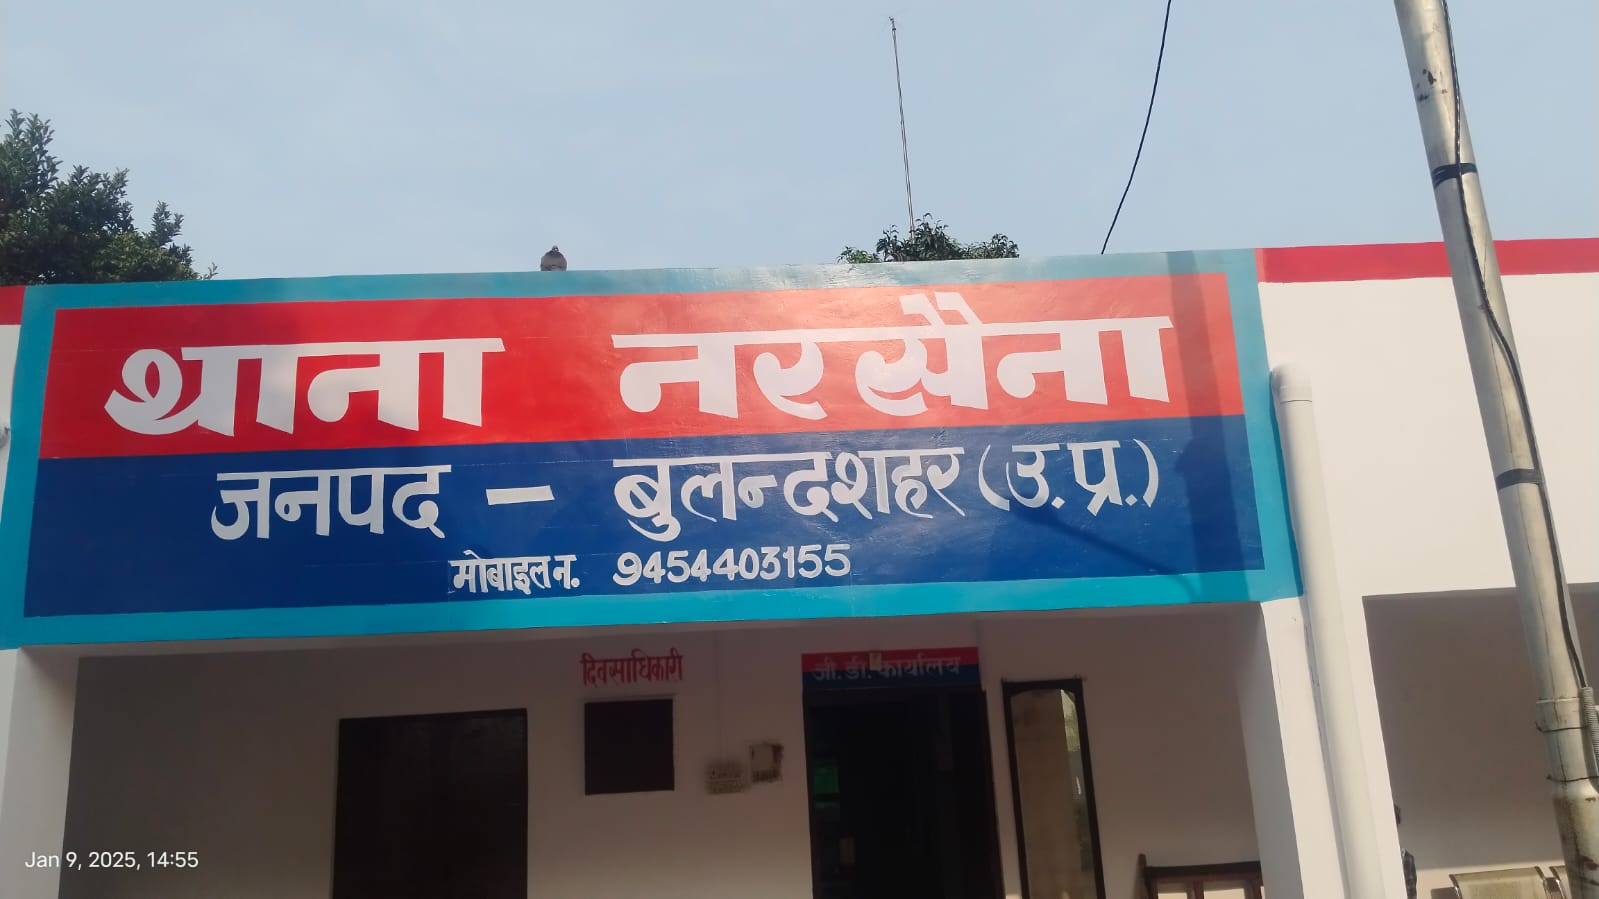 थाना नरसैना
जनपद - बुलन्दशहर (उ.प्र.)
मोबाइल न. 9454403155
दिवसाधिकारी
जी.डी. कार्यालय
Jan 9, 2025, 14:55